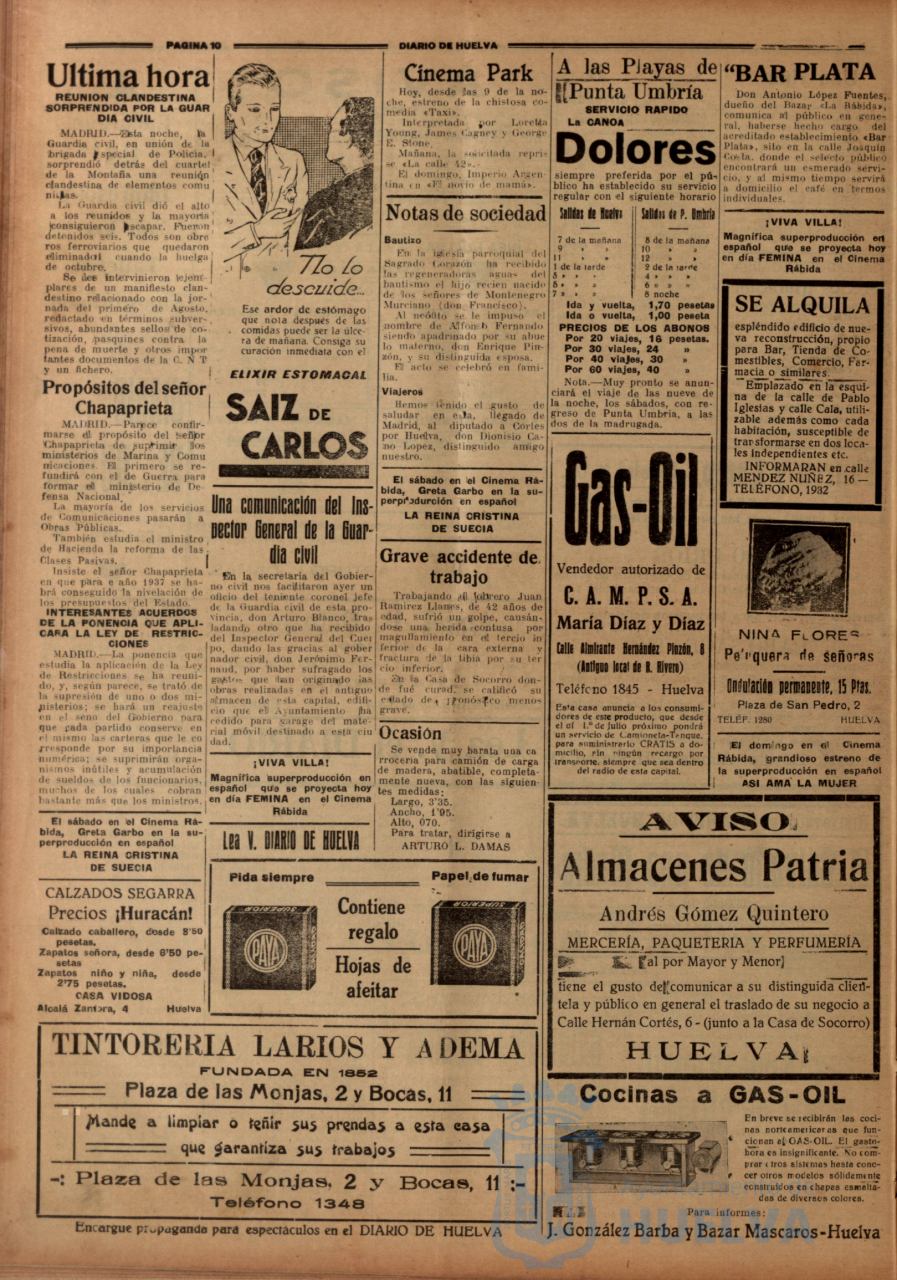 PAGINA 10
DIARIO DE HUELVA
Ultima hora
REUNION CLANDESTINA
SORPRENDIDA POR LA GUAR
DIA CIVIL
MADRID.—Esta noche, la
Guardia civil, en unión de la
brigada especial de Policía,
sorprendió detrás del cuartel
de la Montaña una reunión
clandestina de elementos comu
nistas.
La Guardia civil dió el alto
a los reunidos y la mayoría
consiguieron escapar. Fueron
detenidos seis. Todos son obre
ros ferroviarios que quedaron
eliminados cuando la huelga
de octubre.
Se les intervinieron ejem-
plares de un manifiesto clan-
destino relacionado con la jor-
nada del primero de Agosto,
redactado en términos subver-
sivos, abundantes sellos de co-
tización, pasquines contra la
pena de muerte y otros impor
tantes documentos de la C. N T
y un fichero.
Propósitos del señor
Chapaprieta
MADRID.—Parece confir-
marse el propósito del señor
Chapaprieta de suprimir los
ministerios de Marina y Comu
nicaciones. El primero se re-
fundirá con el de Guerra para
formar el ministerio de De-
fensa Nacional.
La mayoría de los servicios
de Comunicaciones pasarán a
Obras Públicas.
También estudia el ministro
de Hacienda la reforma de las
Clases Pasivas.
Insiste el señor Chapaprieta
en que para e año 1937 se ha-
brá conseguido la nivelación de
los presupuestos del Estado.
INTERESANTES ACUERDOS
DE LA PONENCIA QUE APLI-
CARA LA LEY DE RESTRIC-
CIONES
MADRID.—La ponencia que
estudia la aplicación de la Ley
de Restricciones se ha reuni-
do, y, según parece, se trató de
la supresión de uno o dos mi-
nisterios; se hará un reajuste
en el seno del Gobierno para
que cada partido conserve en
el mismo las carteras que le co
rresponde por su importancia
numérica; se suprimirán orga-
nismos inútiles y acumulación
de sueldos de los funcionarios,
muchos de los cuales cobran
bastante más que los ministros.
El sábado en el Cinema Rá-
bida, Greta Garbo en la su-
perproducción en español
LA REINA CRISTINA
DE SUECIA
CALZADOS SEGARRA
Precios ¡Huracán!
Calzado caballero, desde 8'50
pesetas.
Zapatos señora, desde 6'50 pe-
setas
Zapatos niño y niña, desde
2'75 pesetas.
CASA VIDOSA
Alcalá Zamora, 4 Huelva
No lo
descuide...
Ese ardor de estómago
que nota después de las
comidas puede ser la úlce-
ra de mañana. Consiga su
curación inmediata con el
ELIXIR ESTOMACAL
SAIZ DE
CARLOS
Una comunicación del Ins-
pector General de la Guar-
dia civil
En la secretaría del Gobier-
no civil nos facilitaron ayer un
oficio del teniente coronel jefe
de la Guardia civil de esta pro-
vincia, don Arturo Blanco, tras
ladando otro que ha recibido
del Inspector General del Cuer
po, dando las gracias al gober
nador civil, don Jerónimo Fer-
naud, por haber sufragado los
gastos que han originado las
obras realizadas en el antiguo
almacen de esta capital, edifi-
cio que el Ayuntamiento ha
cedido para garage del mate-
rial móvil destinado a esta ciu
dad.
¡VIVA VILLA!
Magnífica superproducción en
español que se proyecta hoy
en día FEMINA en el Cinema
Rábida
Lea V. DIARIO DE HUELVA
Cinema Park
Hoy, desde las 9 de la no-
che, estreno de la chistosa co-
media «Taxi».
Interpretada por Loretta
Young, James Cagney y George
E. Stone.
Mañana, la solicitada repri-
se «La calle 42».
El domingo, Imperio Argen-
tina en «El novio de mamá».
Notas de sociedad
Bautizo
En la iglesia parroquial del
Sagrado Corazón ha recibido
las regeneradoras aguas del
bautismo el hijo recien nacido
de los señores de Montenegro
Murciano (don Francisco).
Al neófito se le impuso el
nombre de Alfonso Fernando
siendo apadrinado por su abue
lo materno, don Enrique Pin-
zón, y su distinguida esposa.
El acto se celebró en fami-
lia.
Viajeros
Hemos tenido el gusto de
saludar en esta, llegado de
Madrid, al diputado a Cortes
por Huelva, don Dionisio Ca-
no Lopez, distinguido amigo
nuestro.
El sábado en el Cinema Rá-
bida, Greta Garbo en la su-
perproducción en español
LA REINA CRISTINA
DE SUECIA
Grave accidente de
trabajo
Trabajando el obrero Juan
Ramirez Llanes, de 42 años de
edad, sufrió un golpe, causán-
dose una herida contusa por
magullamiento en el tercio in
ferior de la cara externa y
fractura de la tibia por su ter
cio inferior.
En la Casa de Socorro don-
de fué curado, se calificó su
estado de pronóstico menos
grave.
Ocasión
Se vende muy barata una ca
rrocería para camión de carga
de madera, abatible, completa-
mente nueva, con las siguien-
tes medidas:
Largo, 3'35.
Ancho, 1'95.
Alto, 070.
Para tratar, dirigirse a
ARTURO L. DAMAS
Pida siempre Papel de fumar
SUPERIOR
PAYA
Contiene
regalo
Hojas de
afeitar
SUPERIOR
PAYA
A las Playas de
Punta Umbría
SERVICIO RAPIDO
La CANOA
Dolores
siempre preferida por el pú-
blico ha establecido su servicio
regular con el siguiente horario
Salidas de Huelva Salidas de P. Umbría
7 de la mañana 8 de la mañana
9 » » 10 » »
11 » » 12 » »
1 de la tarde 2 de la tarde
3 » » 4 » »
5 » » 6 » »
7 » » 8 noche
Ida y vuelta, 1,70 pesetas
Ida o vuelta, 1,00 peseta
PRECIOS DE LOS ABONOS
Por 20 viajes, 16 pesetas.
Por 30 viajes, 24 »
Por 40 viajes, 30 »
Por 60 viajes, 40 »
Nota.—Muy pronto se anun-
ciará el viaje de las nueve de
la noche, los sábados, con re-
greso de Punta Umbria, a las
dos de la madrugada.
Gas-Oil
Vendedor autorizado de
C. A. M. P. S. A.
María Díaz y Díaz
Calle Almirante Hernández Pinzón, 8
(Antiguo local de R. Rivero)
Teléfono 1845 - Huelva
Esta casa anuncia a los consumi-
dores de este producto, que desde
el 1.º de julio próximo pondrá
un servicio de Camioneta-Tanque,
para suministrarlo GRATIS a do-
micilio, sin ningún recargo por
transporte, siempre que sea dentro
del radio de esta capital.
"BAR PLATA
Don Antonio López Fuentes,
dueño del Bazar «La Rábida»,
comunica al público en gene-
ral, haberse hecho cargo del
acreditado establecimiento «Bar
Plata», sito en la calle Joaquín
Costa, donde el selecto público
encontrará un esmerado servi-
cio, y al mismo tiempo servirá
a domicilio el café en termos
individuales.
¡VIVA VILLA!
Magnífica superproducción en
español que se proyecta hoy
en día FEMINA en el Cinema
Rábida
SE ALQUILA
espléndido edificio de nue-
va reconstrucción, propio
para Bar, Tienda de Co-
mestibles, Comercio, Far-
macia o similares.
Emplazado en la esqui-
na de la calle de Pablo
Iglesias y calle Cala, utili-
zable además como cada
habitación, susceptible de
transformarse en dos loca-
les independientes etc.
INFORMARAN en calle
MENDEZ NUÑEZ, 16 —
TELÉFONO, 1932
NINA FLORES
Peluquera de señoras
Ondulación permanente, 15 Ptas.
Plaza de San Pedro, 2
TELÉF. 1280 HUELVA
El domingo en el Cinema
Rábida, grandioso estreno de
la superproducción en español
ASI AMA LA MUJER
AVISO
Almacenes Patria
Andrés Gómez Quintero
MERCERÍA, PAQUETERIA Y PERFUMERÍA
al por Mayor y Menor
tiene el gusto de comunicar a su distinguida clien-
tela y público en general el traslado de su negocio a
Calle Hernán Cortés, 6 - (junto a la Casa de Socorro)
HUELVA
TINTORERIA LARIOS Y ADEMA
FUNDADA EN 1852
Plaza de las Monjas, 2 y Bocas, 11
Mande a limpiar o teñir sus prendas a esta casa
que garantiza sus trabajos
-: Plaza de las Monjas, 2 y Bocas, 11 :-
Teléfono 1348
Encargue propaganda para espectáculos en el DIARIO DE HUELVA
Cocinas a GAS-OIL
En breve se recibirán las coci-
nas norteamericanas que fun-
cionan al GAS-OIL. El gasto-
hora es insignificante. No com-
prar otros sistemas hasta cono-
cer otros modelos sólidamente
construidos en chapas esmalta-
das de diversos colores.
Para informes:
J. González Barba y Bazar Mascaros-Huelva
HUELVA